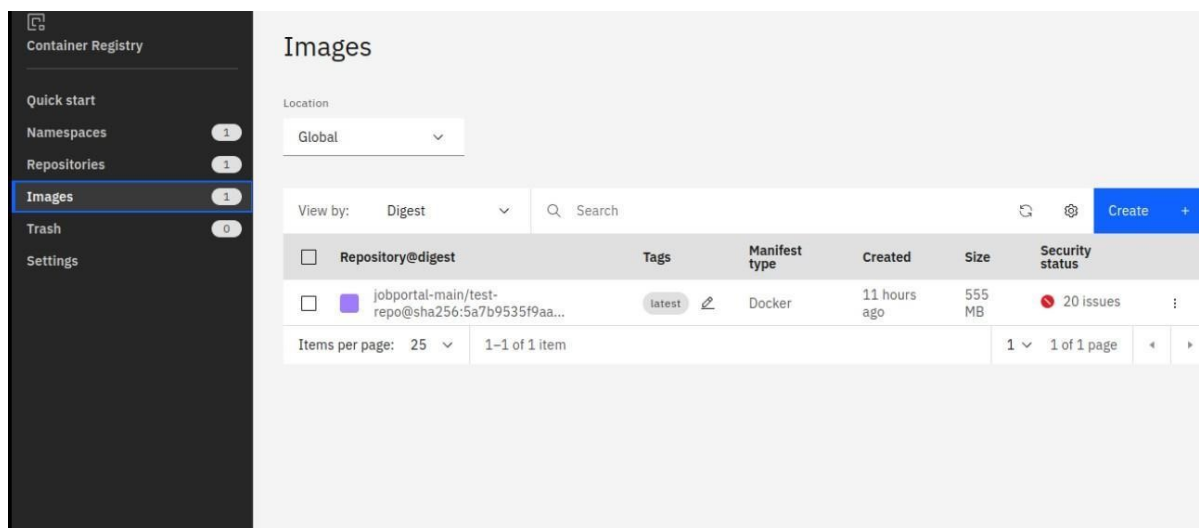 Container Registry
Quick start
Namespaces 1
Repositories 1
Images 1
Trash 0
Settings
Images
Location
Global
View by: Digest Search Create +
Repository@digest Tags Manifest type Created Size Security status
jobportal-main/test-
repo@sha256:5a7b9535f9aa... latest Docker 11 hours ago 555 MB 20 issues
Items per page: 25 1–1 of 1 item 1 1 of 1 page